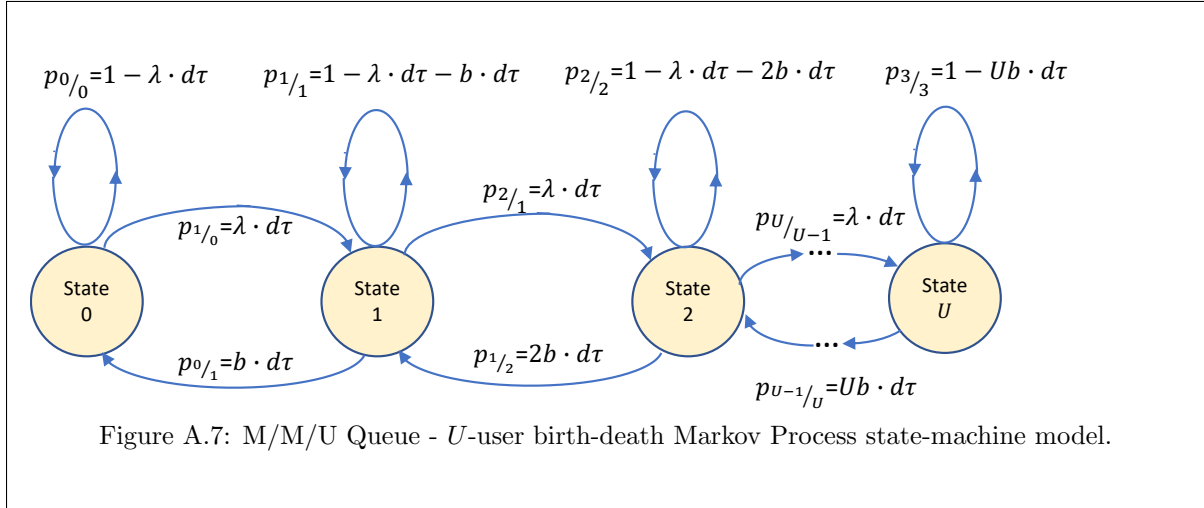 p0/0=1 − λ · dτ
p1/1=1 − λ · dτ − b · dτ
p2/2=1 − λ · dτ − 2b · dτ
p3/3=1 − Ub · dτ
p1/0=λ · dτ
p2/1=λ · dτ
pU/U−1=λ · dτ
...
State
0
State
1
State
2
State
U
p0/1=b · dτ
p1/2=2b · dτ
...
pU−1/U=Ub · dτ
Figure A.7: M/M/U Queue - U-user birth-death Markov Process state-machine model.